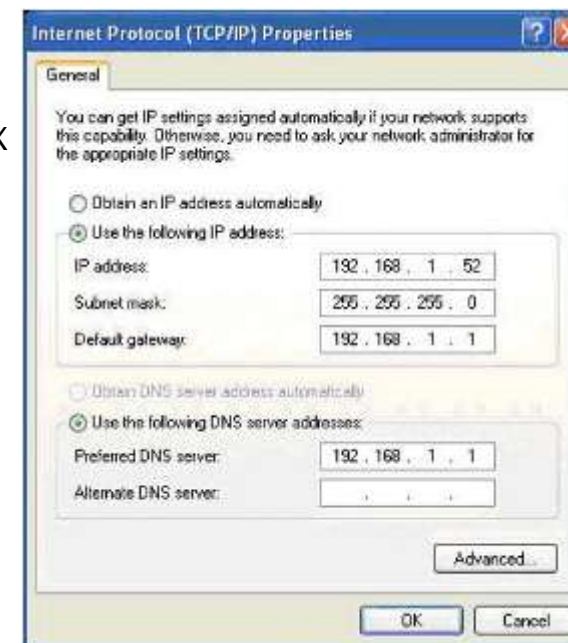 Internet Protocol (TCP/IP) Properties
General
You can get IP settings assigned automatically if your network supports
this capability. Otherwise, you need to ask your network administrator for
the appropriate IP settings.
K
Obtain an IP address automatically
Use the following IP address:
IP address:
192 . 168 . 1 . 52
Subnet mask:
255 . 255 . 255 . 0
Default gateway:
192 . 168 . 1 . 1
Obtain DNS server address automatically
Use the following DNS server addresses:
Preferred DNS server:
192 . 168 . 1 . 1
Alternate DNS server:
. . .
Advanced...
OK
Cancel